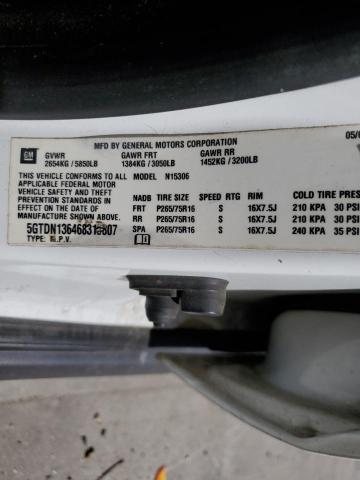 MFD BY GENERAL MOTORS CORPORATION 05/0
GM GVWR GAWR FRT GAWR RR
2654KG / 5850LB 1384KG / 3050LB 1452KG / 3200LB
THIS VEHICLE CONFORMS TO ALL MODEL N15306
APPLICABLE FEDERAL MOTOR
VEHICLE SAFETY AND THEFT
PREVENTION STANDARDS
IN EFFECT ON THE DATE OF
MANUFACTURE SHOWN ABOVE.
TYPE: M.P.V.
NADB TIRE SIZE SPEED RTG RIM COLD TIRE PRES
FRT P265/75R16 S 16X7.5J 210 KPA 30 PSI
RR P265/75R16 S 16X7.5J 210 KPA 30 PSI
SPA P265/75R16 S 16X7.5J 240 KPA 35 PSI